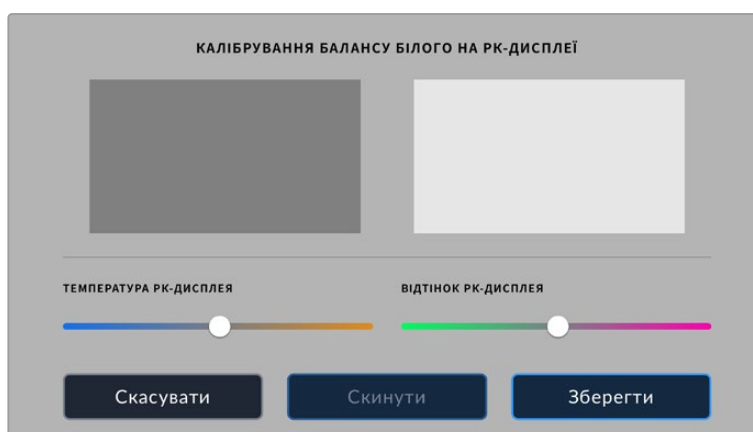 КАЛІБРУВАННЯ БАЛАНСУ БІЛОГО НА РК-ДИСПЛЕЇ
ТЕМПЕРАТУРА РК-ДИСПЛЕЯ
ВІДТІНОК РК-ДИСПЛЕЯ
Скасувати
Скинути
Зберегти